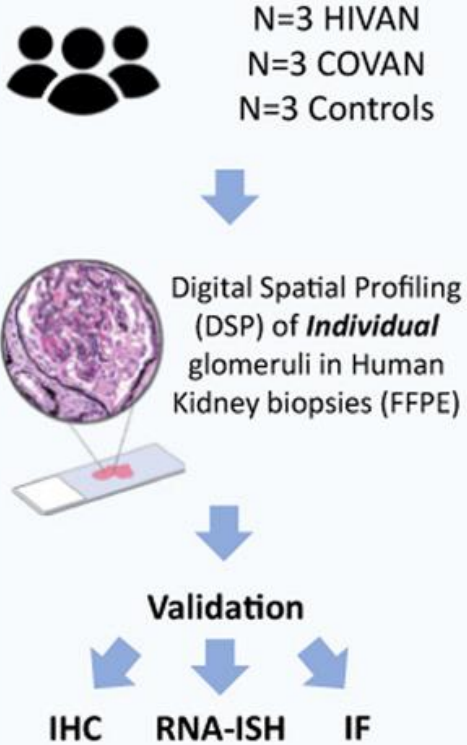 N=3 HIVAN
N=3 COVAN
N=3 Controls
Digital Spatial Profiling
(DSP) of Individual
glomeruli in Human
Kidney biopsies (FFPE)
Validation
IHC RNA-ISH IF